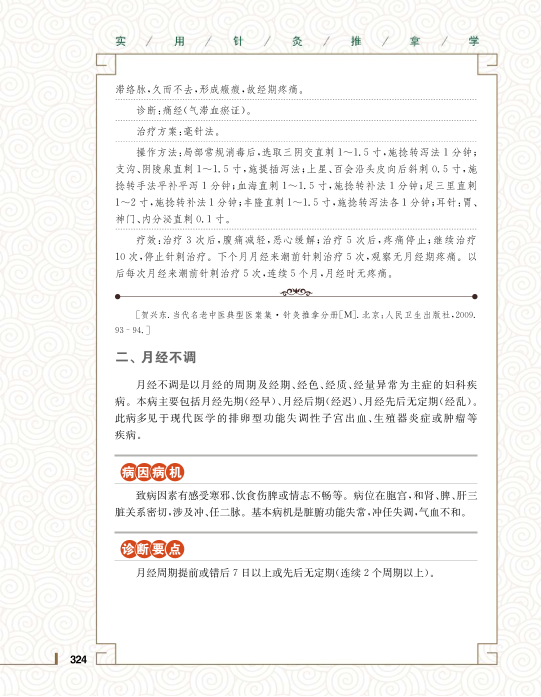 实 / 用 / 针 / 灸 / 推 / 拿 / 学
滞络脉,久而不去,形成癥瘕,故经期疼痛。
诊断:痛经(气滞血瘀证)。
治疗方案:毫针法。
操作方法:局部常规消毒后,选取三阴交直刺1～1.5寸,施捻转泻法1分钟;
支沟、阴陵泉直刺1～1.5寸,施提插泻法;上星、百会沿头皮向后斜刺0.5寸,施
捻转手法平补平泻1分钟;血海直刺1～1.5寸,施捻转补法1分钟;足三里直刺
1～2寸,施捻转补法1分钟;丰隆直刺1～1.5寸,施捻转泻法各1分钟;耳针:胃、
神门、内分泌直刺0.1寸。
疗效:治疗3次后,腹痛减轻,恶心缓解;治疗5次后,疼痛停止;继续治疗
10次,停止针刺治疗。下个月月经来潮前针刺治疗5次,观察无月经期疼痛。以
后每次月经来潮前针刺治疗5次,连续5个月,月经时无疼痛。
[贺兴东.当代名老中医典型医案集·针灸推拿分册[M].北京:人民卫生出版社,2009.
93-94.]
二、月经不调
月经不调是以月经的周期及经期、经色、经质、经量异常为主症的妇科疾
病。本病主要包括月经先期(经早)、月经后期(经迟)、月经先后无定期(经乱)。
此病多见于现代医学的排卵型功能失调性子宫出血、生殖器炎症或肿瘤等
疾病。
病因病机
致病因素有感受寒邪、饮食伤脾或情志不畅等。病位在胞宫,和肾、脾、肝三
脏关系密切,涉及冲、任二脉。基本病机是脏腑功能失常,冲任失调,气血不和。
诊断要点
月经周期提前或错后7日以上或先后无定期(连续2个周期以上)。
324